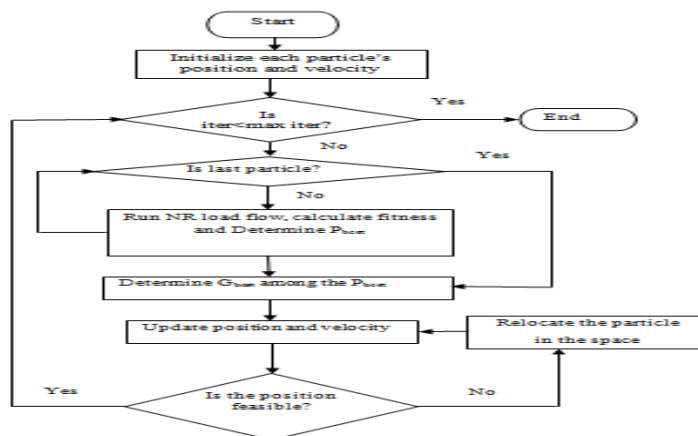 Start
Initialize each particle's
position and velocity
Is
iter<max iter?
Yes
End
No
Is last particle?
Yes
No
Run NR load flow, calculate fitness
and Determine Pbest
Determine Gbest among the Pbest
Update position and velocity
Relocate the particle
in the space
Is the position
feasible?
Yes
No